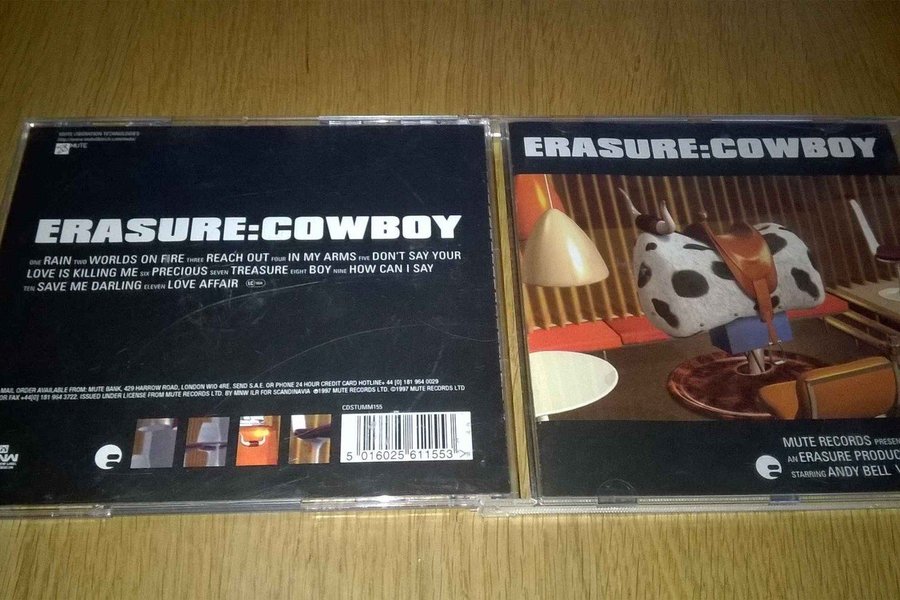 MUTE LIBERATION TECHNOLOGIES
MUTE
ERASURE:COWBOY
ONE RAIN TWO WORLDS ON FIRE THREE REACH OUT FOUR IN MY ARMS FIVE DON'T SAY YOUR
LOVE IS KILLING ME SIX PRECIOUS SEVEN TREASURE EIGHT BOY NINE HOW CAN I SAY
TEN SAVE ME DARLING ELEVEN LOVE AFFAIR
MAIL ORDER AVAILABLE FROM: MUTE BANK, 429 HARROW ROAD, LONDON W10 4RE. SEND S.A.E. OR PHONE 24 HOUR CREDIT CARD HOTLINE+ 44 [0] 181 964 0029
OR FAX +44[0] 181 964 3722. ISSUED UNDER LICENSE FROM MUTE RECORDS LTD. BY MNW ILR FOR SCANDINAVIA ℗1997 MUTE RECORDS LTD. ©1997 MUTE RECORDS LTD
CDSTUMM155
e
MNW
5 016025 611553 >
ERASURE:COWBOY
MUTE RECORDS PRESEN
AN ERASURE PRODUC
e
STARRING ANDY BELL